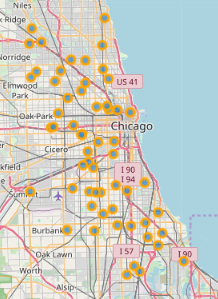 Niles
k Ridge
Norridge
US 41
Elmwood
Park
Oak Park
Chicago
Cicero
kfield
I 90
I 94
Summit
Burbank
I 57
I 90
Oak Lawn
Worth
Alsip